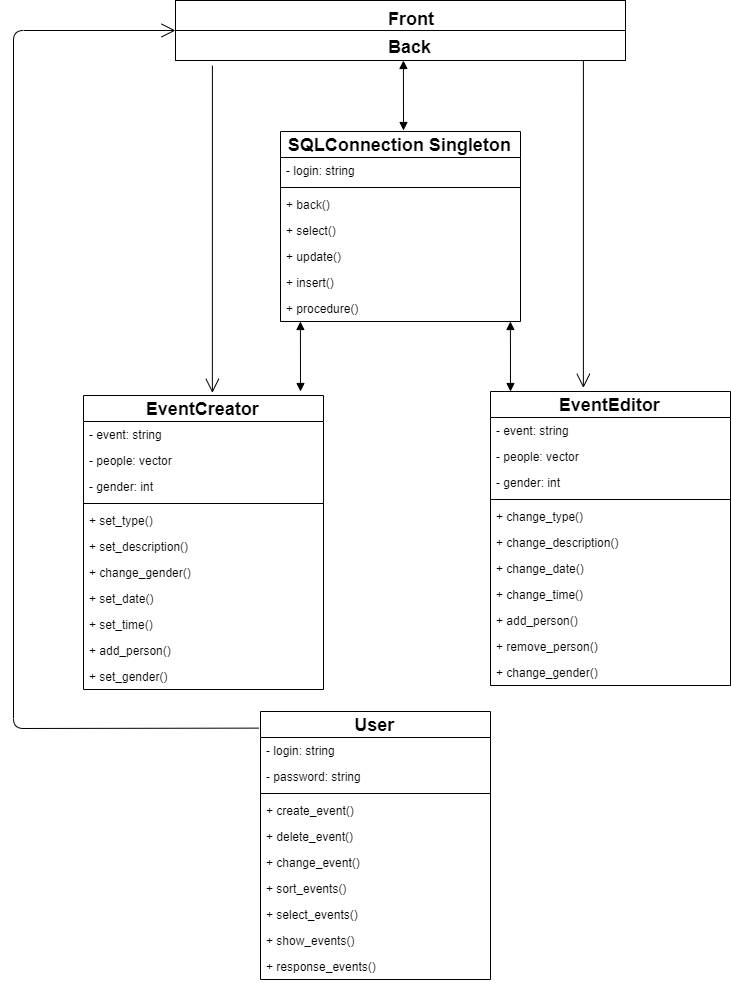 Front
Back
SQLConnection Singleton
- login: string
+ back()
+ select()
+ update()
+ insert()
+ procedure()
EventCreator
- event: string
- people: vector
- gender: int
+ set_type()
+ set_description()
+ change_gender()
+ set_date()
+ set_time()
+ add_person()
+ set_gender()
EventEditor
- event: string
- people: vector
- gender: int
+ change_type()
+ change_description()
+ change_date()
+ change_time()
+ add_person()
+ remove_person()
+ change_gender()
User
- login: string
- password: string
+ create_event()
+ delete_event()
+ change_event()
+ sort_events()
+ select_events()
+ show_events()
+ response_events()